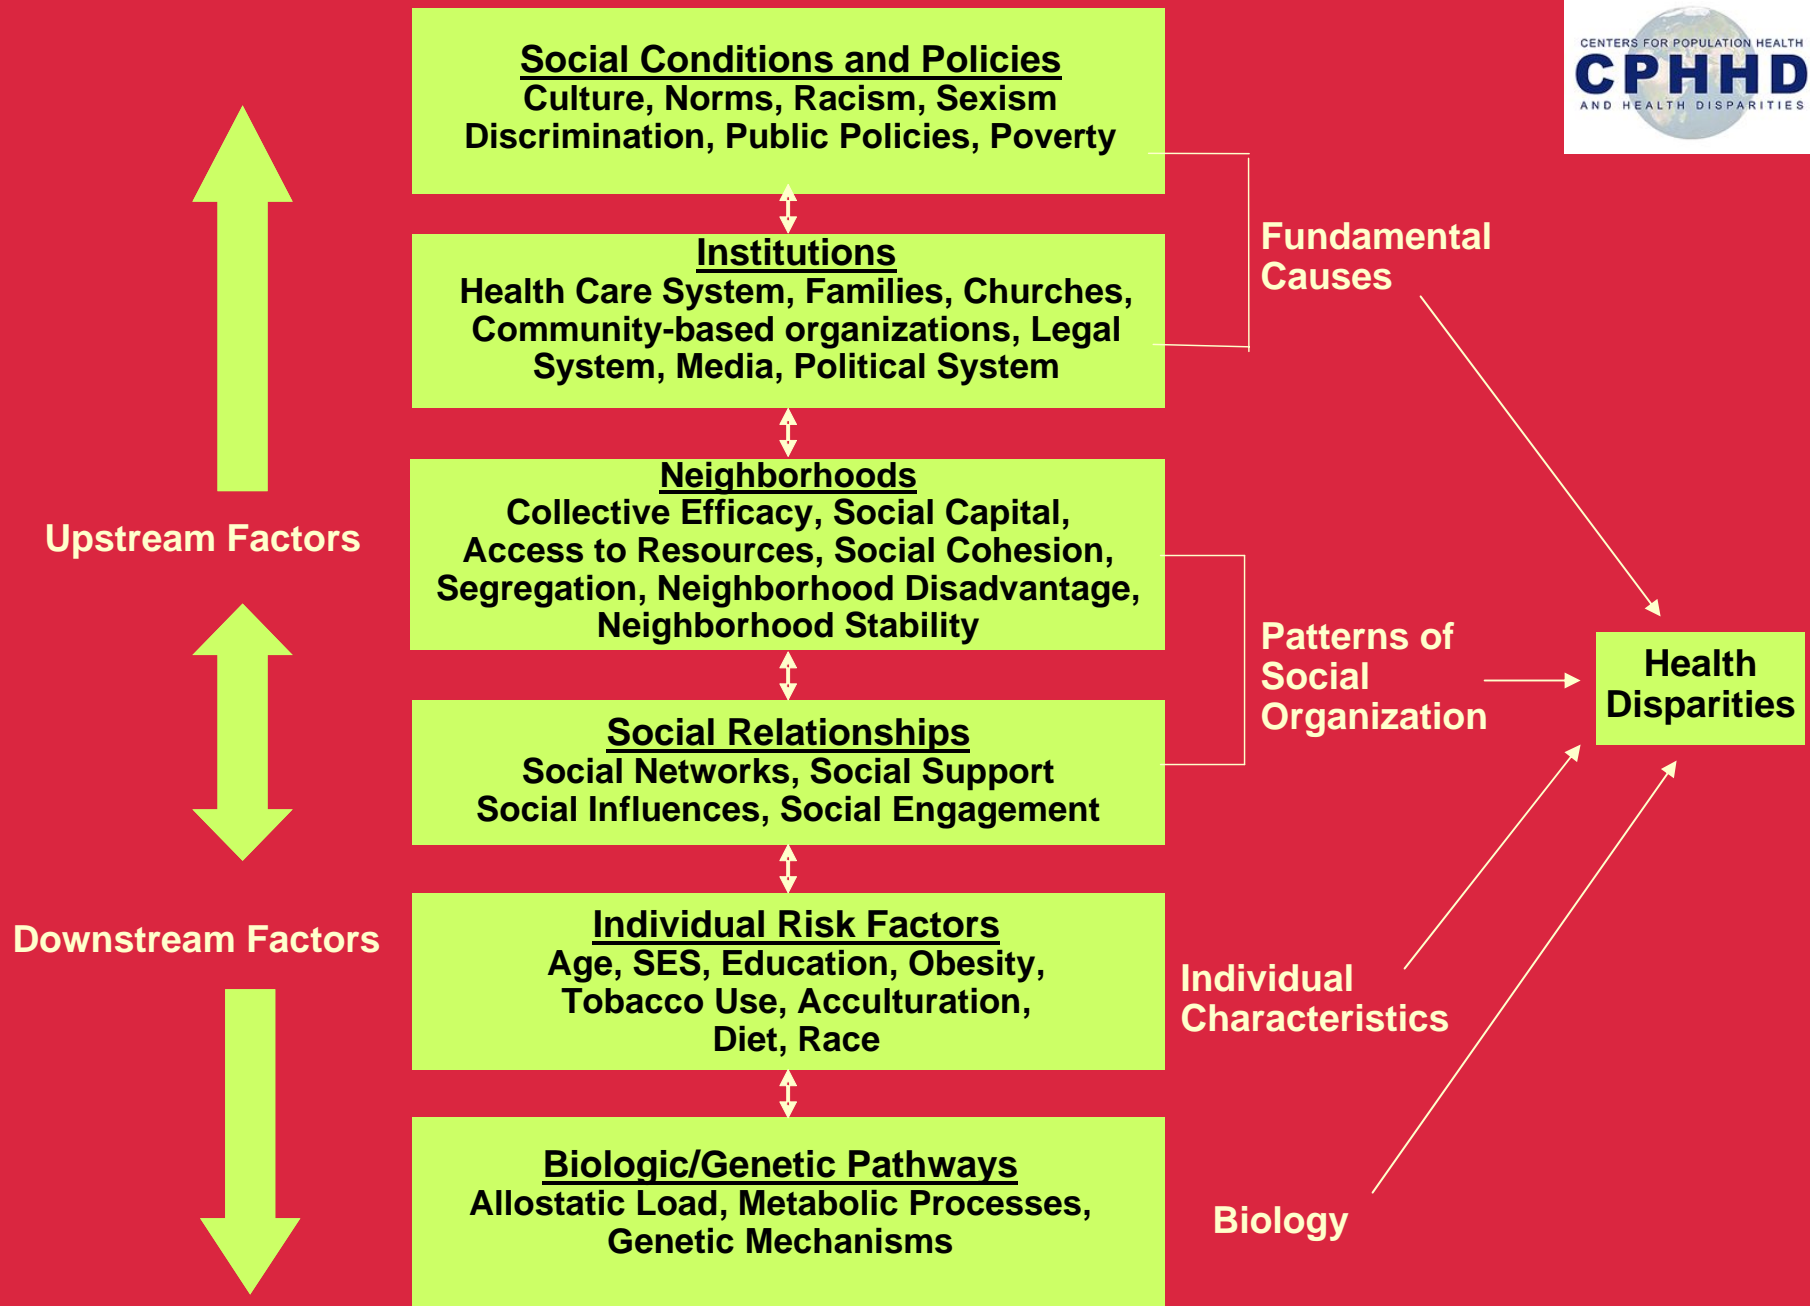 CENTERS FOR POPULATION HEALTH
CPHHD
AND HEALTH DISPARITIES
Social Conditions and Policies
Culture, Norms, Racism, Sexism
Discrimination, Public Policies, Poverty
Institutions
Health Care System, Families, Churches,
Community-based organizations, Legal
System, Media, Political System
Fundamental
Causes
Neighborhoods
Collective Efficacy, Social Capital,
Access to Resources, Social Cohesion,
Segregation, Neighborhood Disadvantage,
Neighborhood Stability
Upstream Factors
Patterns of
Social
Organization
Health
Disparities
Social Relationships
Social Networks, Social Support
Social Influences, Social Engagement
Downstream Factors
Individual Risk Factors
Age, SES, Education, Obesity,
Tobacco Use, Acculturation,
Diet, Race
Individual
Characteristics
Biologic/Genetic Pathways
Allostatic Load, Metabolic Processes,
Genetic Mechanisms
Biology